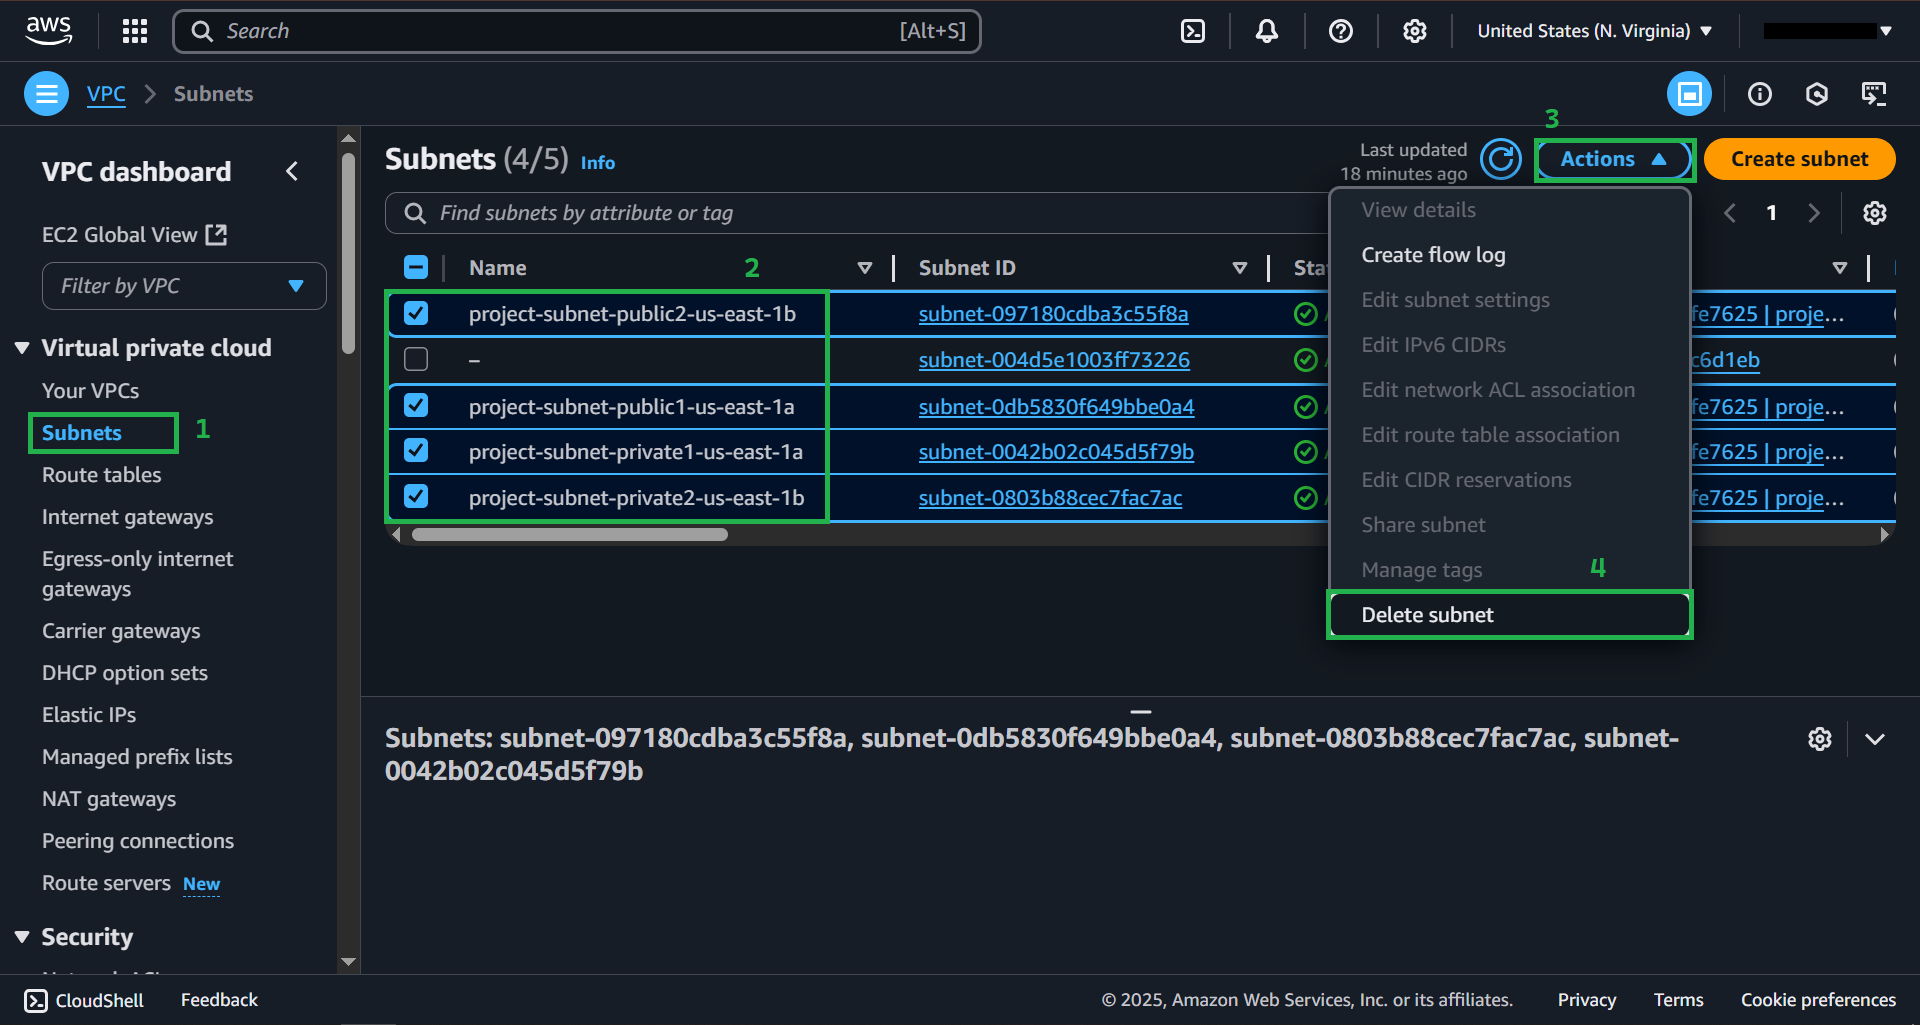 aws
Search [Alt+S]
United States (N. Virginia)
VPC > Subnets
VPC dashboard
EC2 Global View
Filter by VPC
Virtual private cloud
Your VPCs
Subnets 1
Route tables
Internet gateways
Egress-only internet
gateways
Carrier gateways
DHCP option sets
Elastic IPs
Managed prefix lists
NAT gateways
Peering connections
Route servers New
Security
Subnets (4/5) Info
Last updated
18 minutes ago
3
Actions
Create subnet
Find subnets by attribute or tag
1
Name 2 Subnet ID
project-subnet-public2-us-east-1b subnet-097180cdba3c55f8a fe7625 | proje...
– subnet-004d5e1003ff73226 c6d1eb
project-subnet-public1-us-east-1a subnet-0db5830f649bbe0a4 fe7625 | proje...
project-subnet-private1-us-east-1a subnet-0042b02c045d5f79b fe7625 | proje...
project-subnet-private2-us-east-1b subnet-0803b88cec7fac7ac fe7625 | proje...
View details
Create flow log
Edit subnet settings
Edit IPv6 CIDRs
Edit network ACL association
Edit route table association
Edit CIDR reservations
Share subnet
Manage tags 4
Delete subnet
Subnets: subnet-097180cdba3c55f8a, subnet-0db5830f649bbe0a4, subnet-0803b88cec7fac7ac, subnet-
0042b02c045d5f79b
CloudShell Feedback © 2025, Amazon Web Services, Inc. or its affiliates. Privacy Terms Cookie preferences